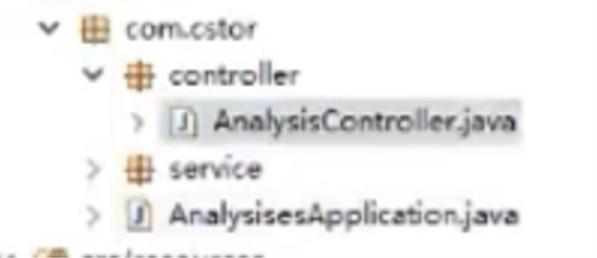 com.cstor
controller
AnalysisController.java
service
AnalysisesApplication.java